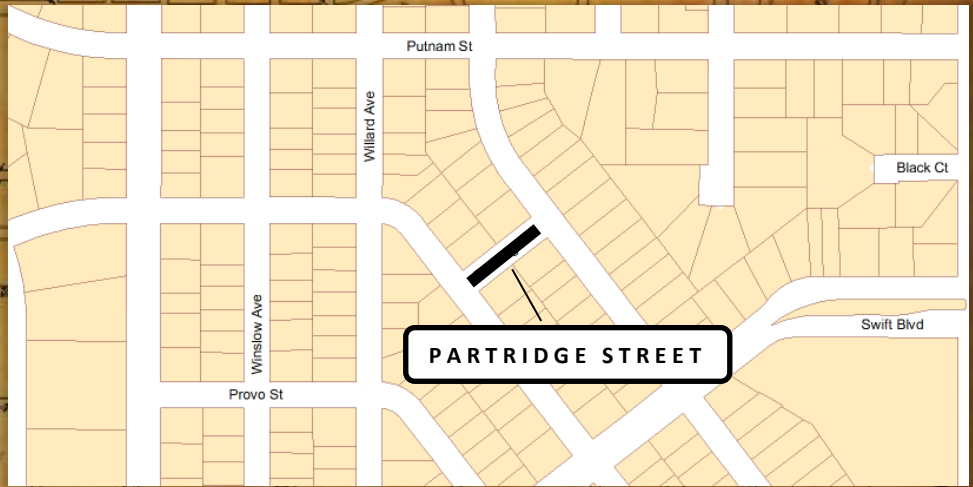 Putnam St
Willard Ave
Black Ct
Winslow Ave
Swift Blvd
PARTRIDGE STREET
Provo St